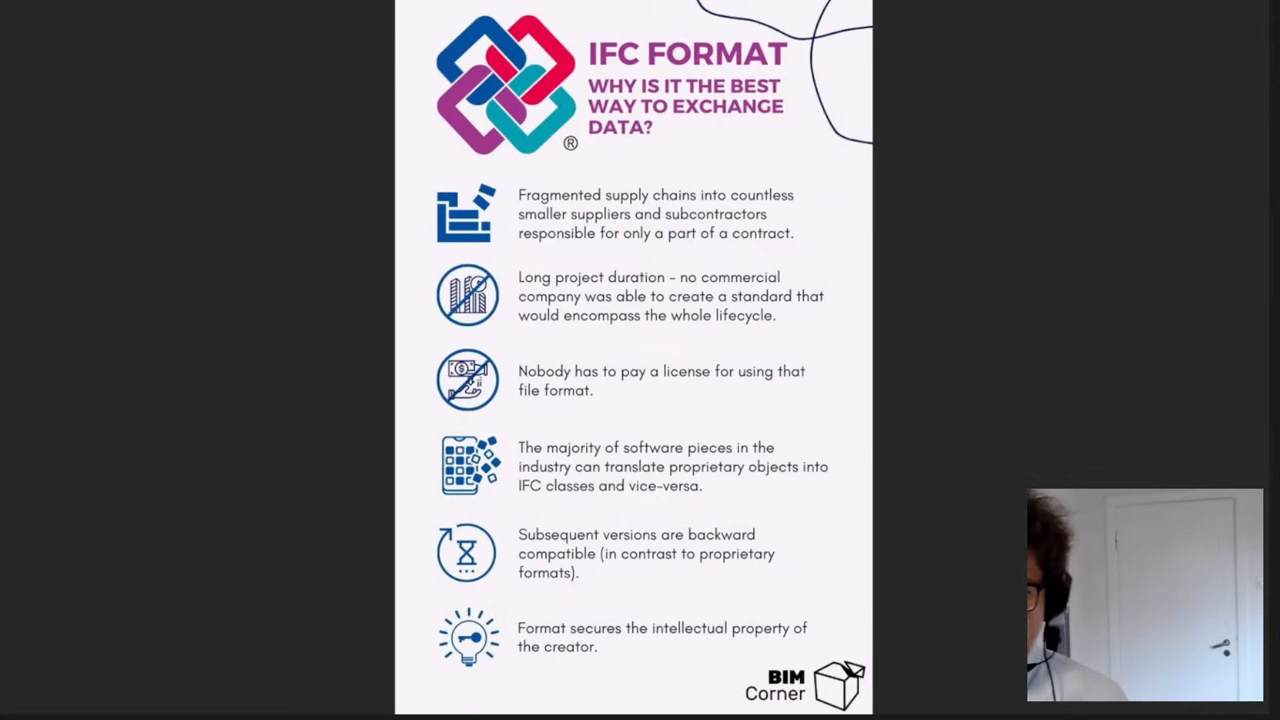 IFC FORMAT
WHY IS IT THE BEST
WAY TO EXCHANGE
DATA?
®
Fragmented supply chains into countless
smaller suppliers and subcontractors
responsible for only a part of a contract.
Long project duration - no commercial
company was able to create a standard that
would encompass the whole lifecycle.
Nobody has to pay a license for using that
file format.
The majority of software pieces in the
industry can translate proprietary objects into
IFC classes and vice-versa.
Subsequent versions are backward
compatible (in contrast to proprietary
formats).
Format secures the intellectual property of
the creator.
BIM
Corner